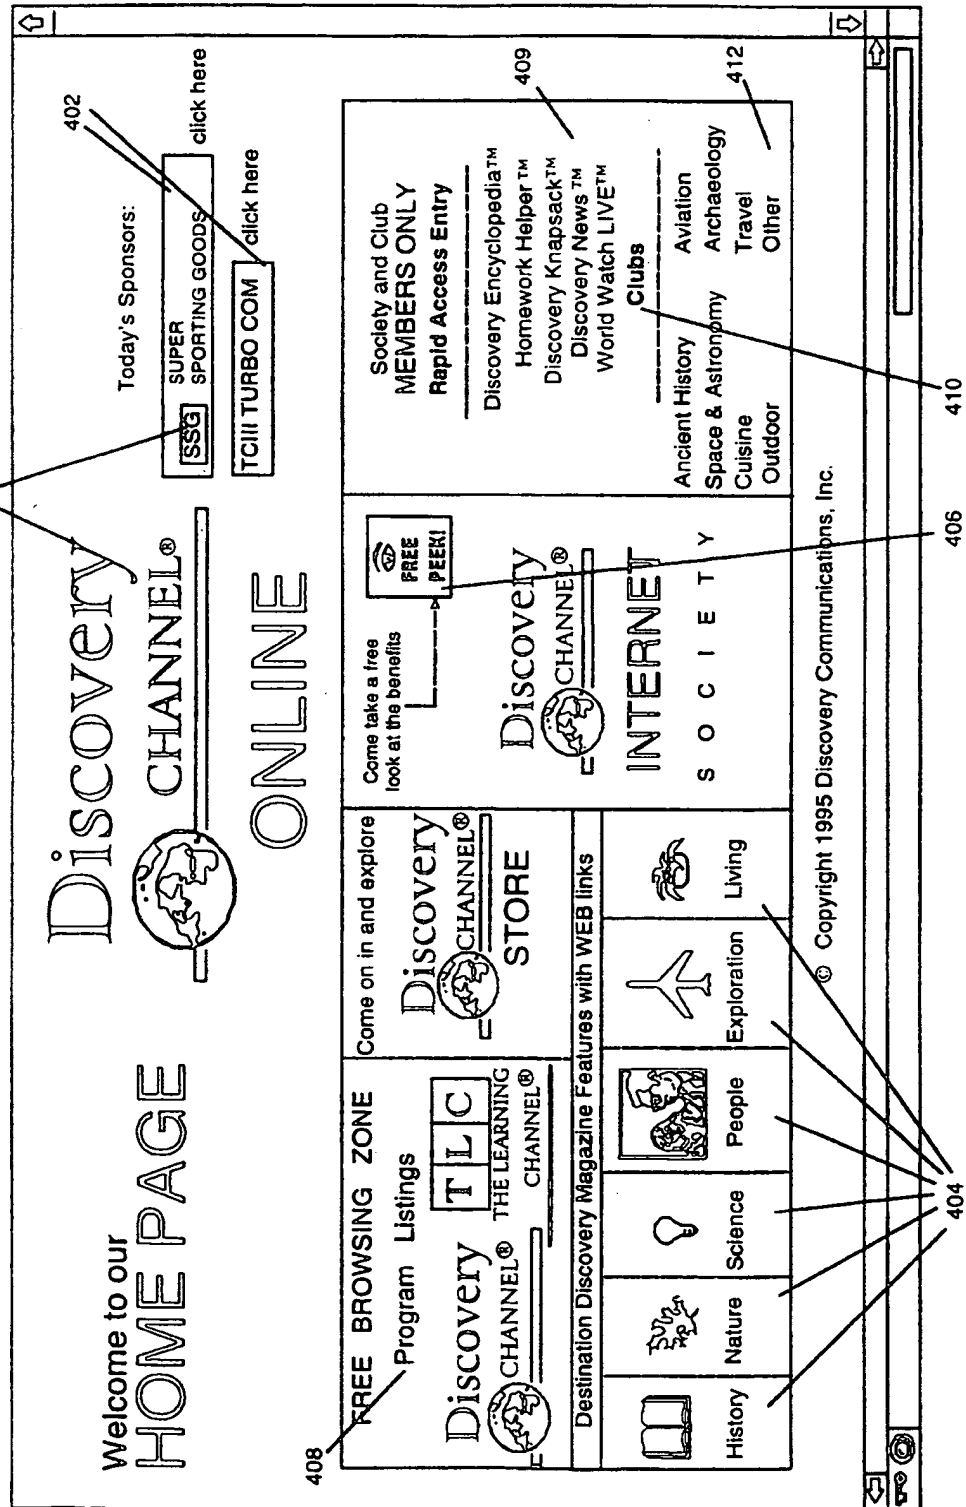 Welcome to our
HOME PAGE
Discovery
CHANNEL®
ONLINE
Today's Sponsors:
SSG
SUPER
SPORTING GOODS
click here
TCIII TURBO COM
click here
402
408
FREE BROWSING ZONE
Program Listings
Discovery
CHANNEL®
T L C
THE LEARNING
CHANNEL®
Come on in and explore
Discovery
CHANNEL®
STORE
Destination Discovery Magazine Features with WEB links
History
Nature
Science
People
Exploration
Living
404
Come take a free
look at the benefits
FREE
PEEK!
Discovery
CHANNEL®
INTERNET
SOCIETY
406
Society and Club
MEMBERS ONLY
Rapid Access Entry
Discovery Encyclopedia™
Homework Helper™
Discovery Knapsack™
Discovery News™
World Watch LIVE™
409
Clubs
410
Ancient History Aviation
Space & Astronomy Archaeology
Cuisine Travel
Outdoor Other
412
© Copyright 1995 Discovery Communications, Inc.